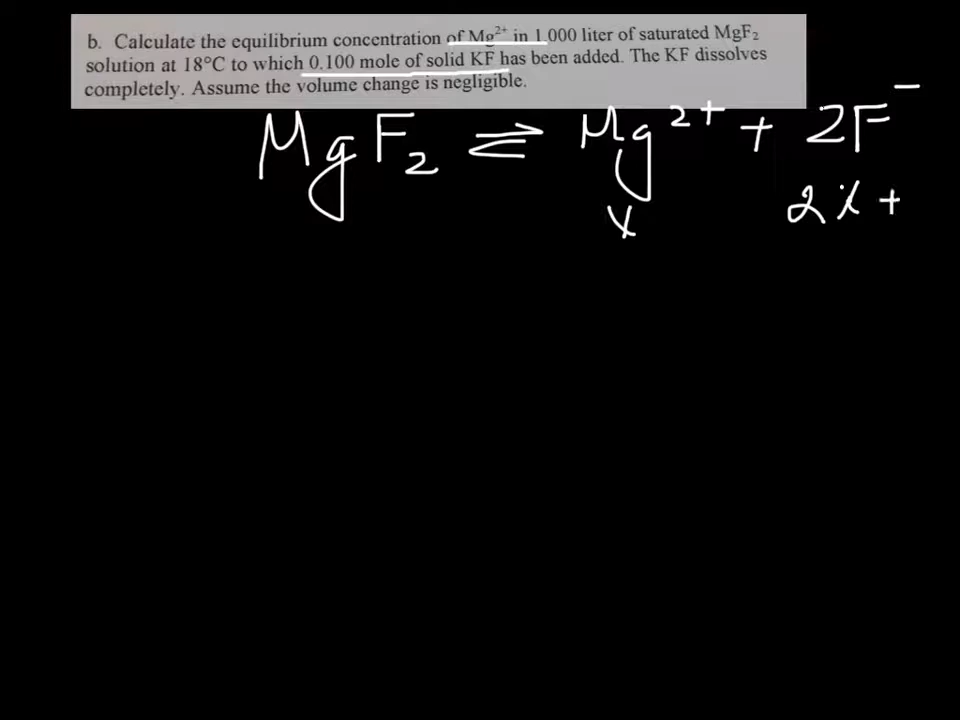 b. Calculate the equilibrium concentration of Mg²⁺ in 1.000 liter of saturated MgF₂
solution at 18°C to which 0.100 mole of solid KF has been added. The KF dissolves
completely. Assume the volume change is negligible.
MgF₂ ⇌ Mg²⁺ + 2F⁻
x 2x +